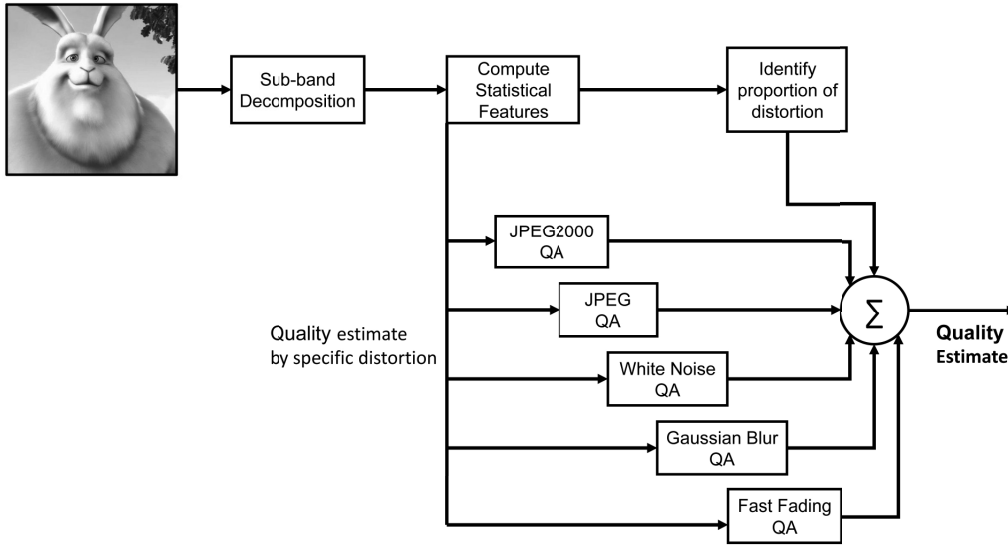 Sub-band
Decomposition
Compute
Statistical
Features
Identify
proportion of
distortion
JPEG2000
QA
JPEG
QA
White Noise
QA
Gaussian Blur
QA
Fast Fading
QA
Quality estimate
by specific distortion
Σ
Quality
Estimate